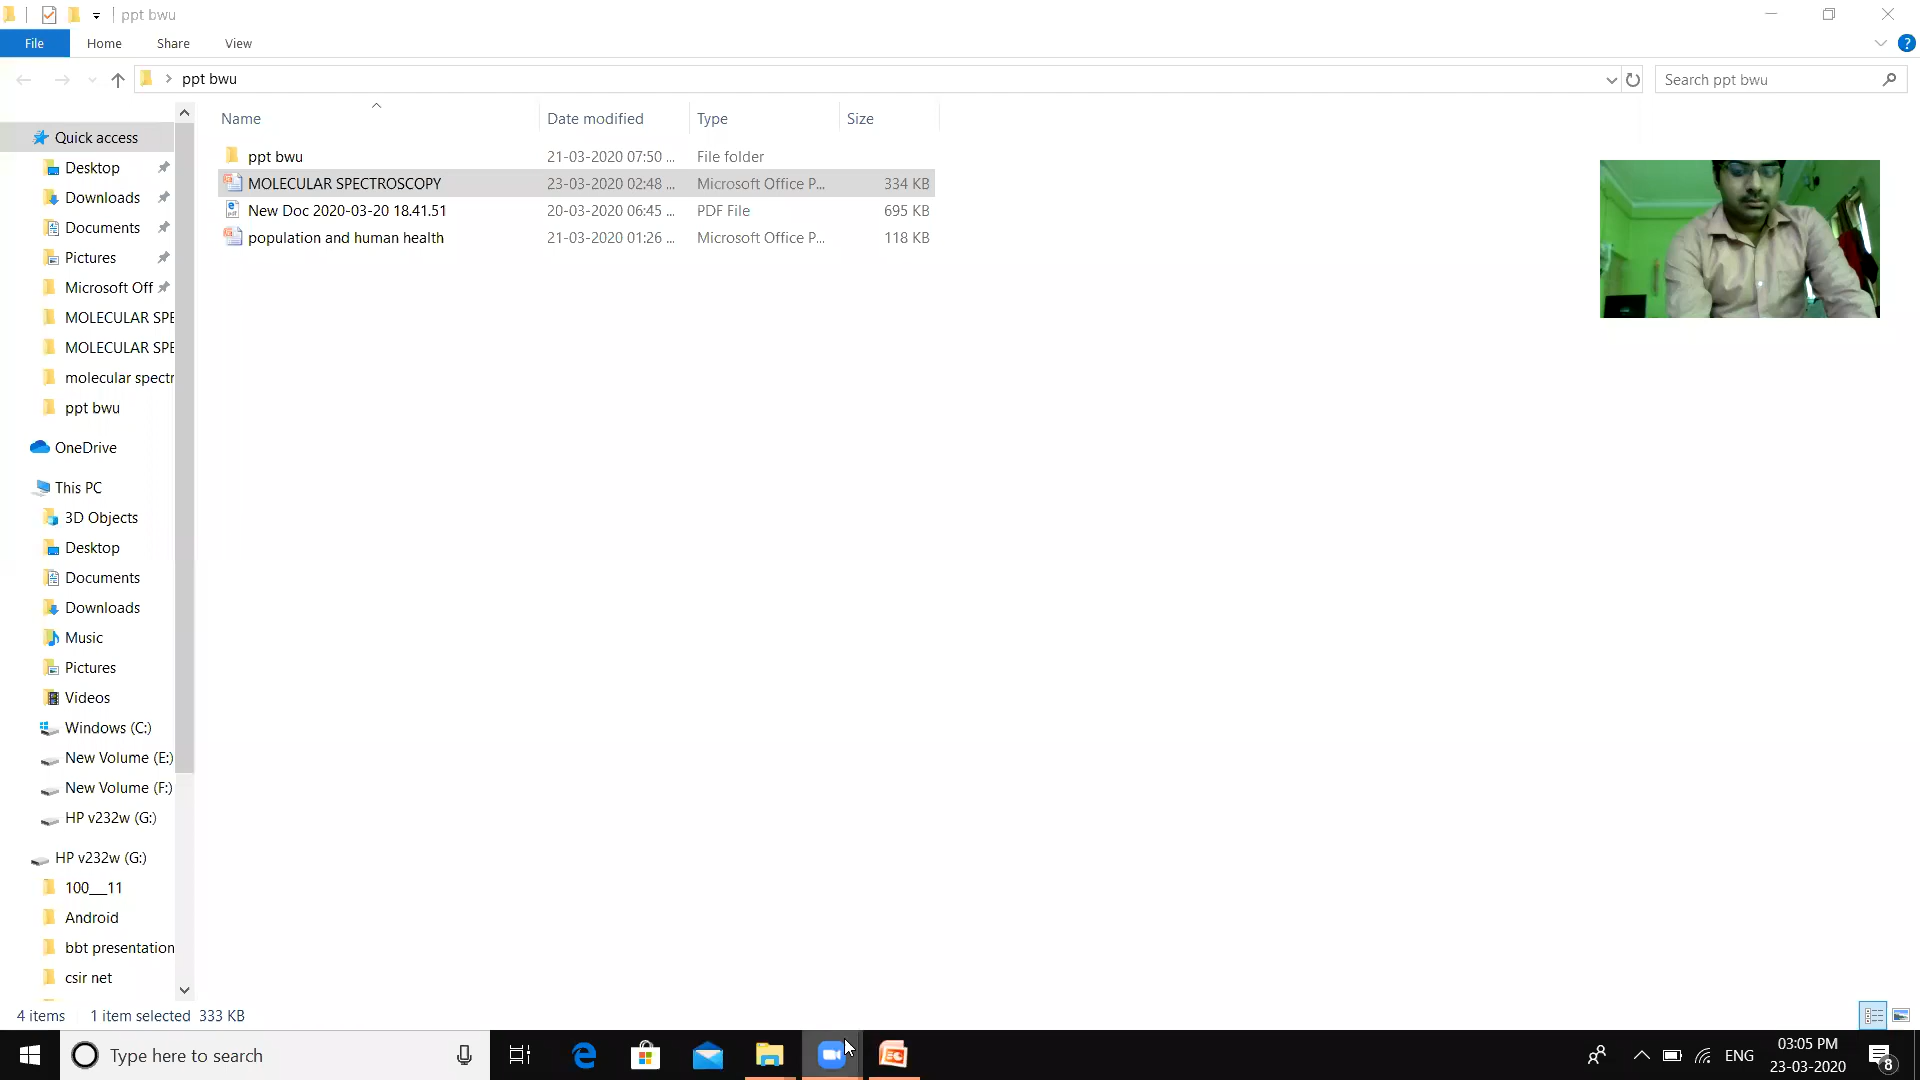 ppt bwu
File Home Share View
ppt bwu
Search ppt bwu
Name Date modified Type Size
ppt bwu 21-03-2020 07:50 ... File folder
MOLECULAR SPECTROSCOPY 23-03-2020 02:48 ... Microsoft Office P... 334 KB
New Doc 2020-03-20 18.41.51 20-03-2020 06:45 ... PDF File 695 KB
population and human health 21-03-2020 01:26 ... Microsoft Office P... 118 KB
Quick access
Desktop
Downloads
Documents
Pictures
Microsoft Off
MOLECULAR SPE
MOLECULAR SPE
molecular spectr
ppt bwu
OneDrive
This PC
3D Objects
Desktop
Documents
Downloads
Music
Pictures
Videos
Windows (C:)
New Volume (E:)
New Volume (F:)
HP v232w (G:)
HP v232w (G:)
100___11
Android
bbt presentation
csir net
4 items 1 item selected 333 KB
Type here to search
ENG
03:05 PM
23-03-2020
8